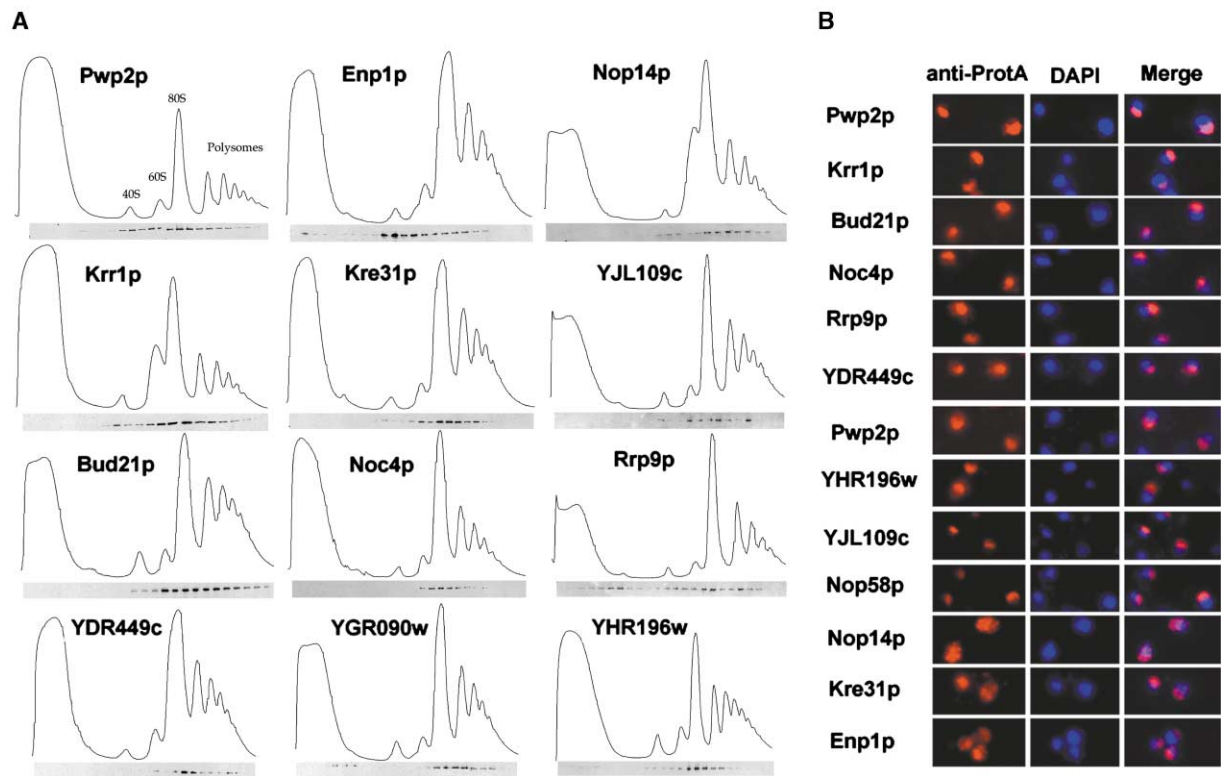 A
Pwp2p
40S
60S
80S
Polysomes
Enp1p
Nop14p
Krr1p
Kre31p
YJL109c
Bud21p
Noc4p
Rrp9p
YDR449c
YGR090w
YHR196w
B
anti-ProtA DAPI Merge
Pwp2p
Krr1p
Bud21p
Noc4p
Rrp9p
YDR449c
Pwp2p
YHR196w
YJL109c
Nop58p
Nop14p
Kre31p
Enp1p